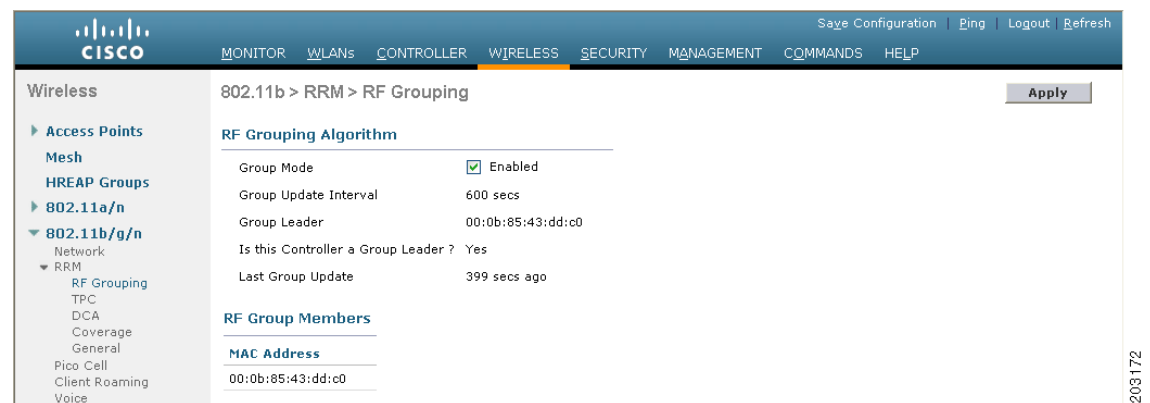 Save Configuration | Ping | Logout | Refresh
CISCO
MONITOR WLANs CONTROLLER WIRELESS SECURITY MANAGEMENT COMMANDS HELP
Wireless
Access Points
Mesh
HREAP Groups
802.11a/n
802.11b/g/n
Network
RRM
RF Grouping
TPC
DCA
Coverage
General
Pico Cell
Client Roaming
Voice
802.11b > RRM > RF Grouping
Apply
RF Grouping Algorithm
Group Mode Enabled
Group Update Interval 600 secs
Group Leader 00:0b:85:43:dd:c0
Is this Controller a Group Leader ? Yes
Last Group Update 399 secs ago
RF Group Members
MAC Address
00:0b:85:43:dd:c0
203172